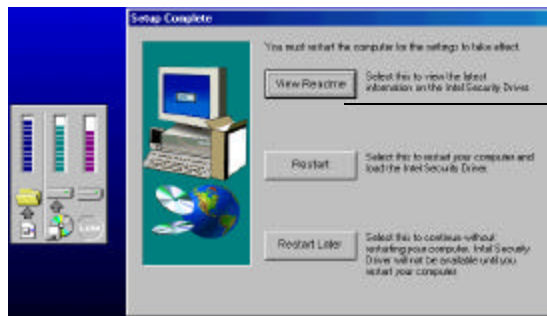 Setup Complete
You must restart the computer for the settings to take effect.
View Readme
Select this to view the latest
information on the Intel Security Driver.
Restart
Select this to restart your computer and
load the Intel Security Driver.
Restart Later
Select this to continue without
restarting your computer. Intel Security
Driver will not be available until you
restart your computer.